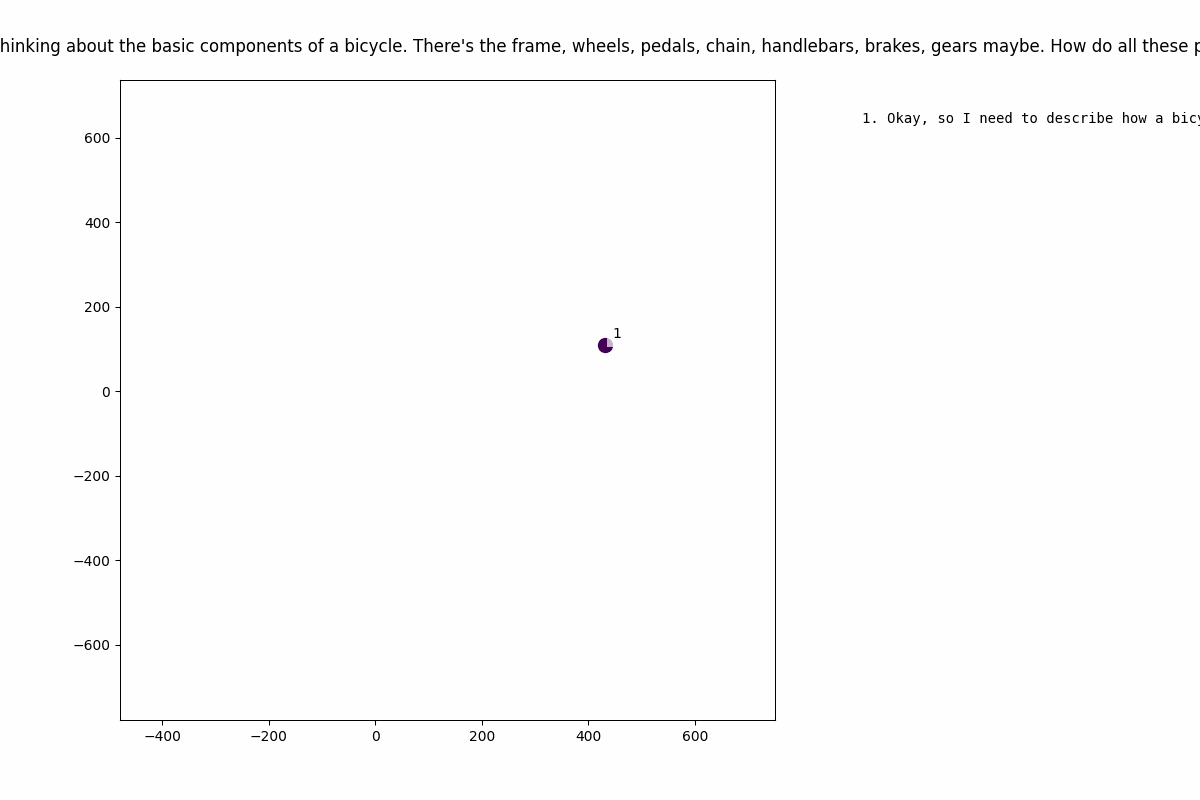 hinking about the basic components of a bicycle. There's the frame, wheels, pedals, chain, handlebars, brakes, gears maybe. How do all these p
1. Okay, so I need to describe how a bicy
600
400
1
200
0
−200
−400
−600
−400 −200 0 200 400 600